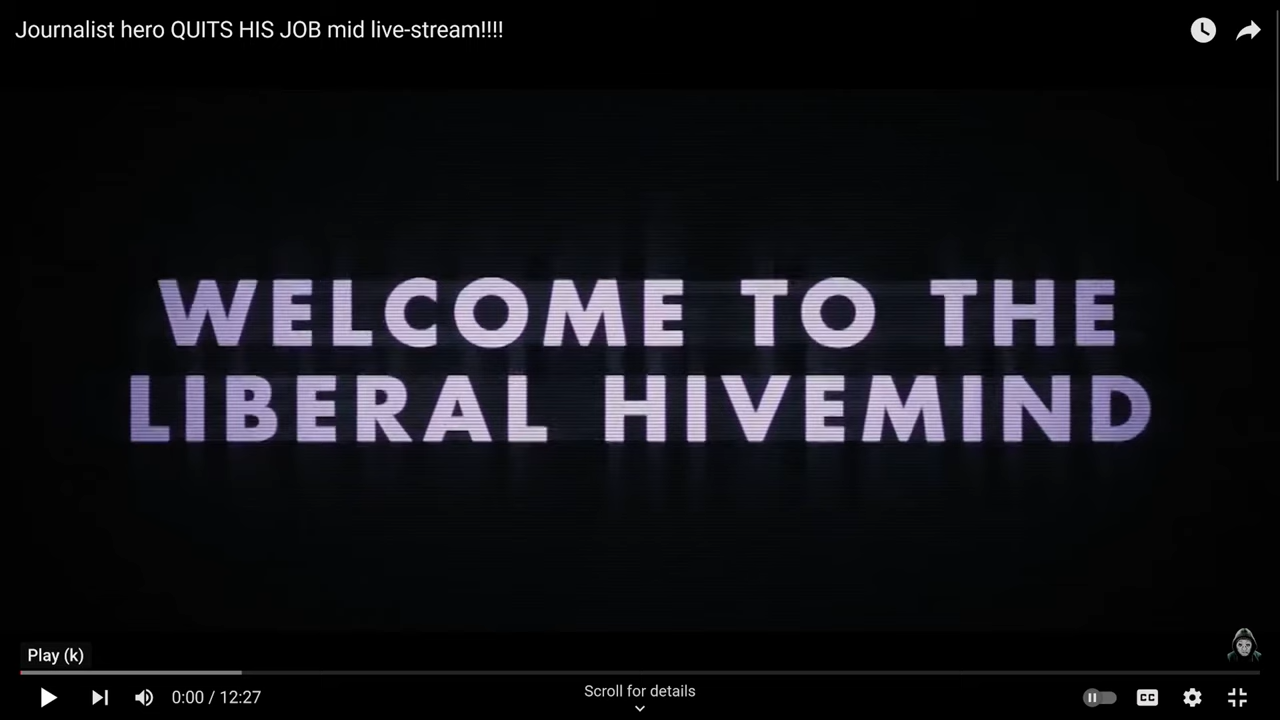 Journalist hero QUITS HIS JOB mid live-stream!!!!
WELCOME TO THE
LIBERAL HIVEMIND
Play (k)
0:00 / 12:27
Scroll for details
CC